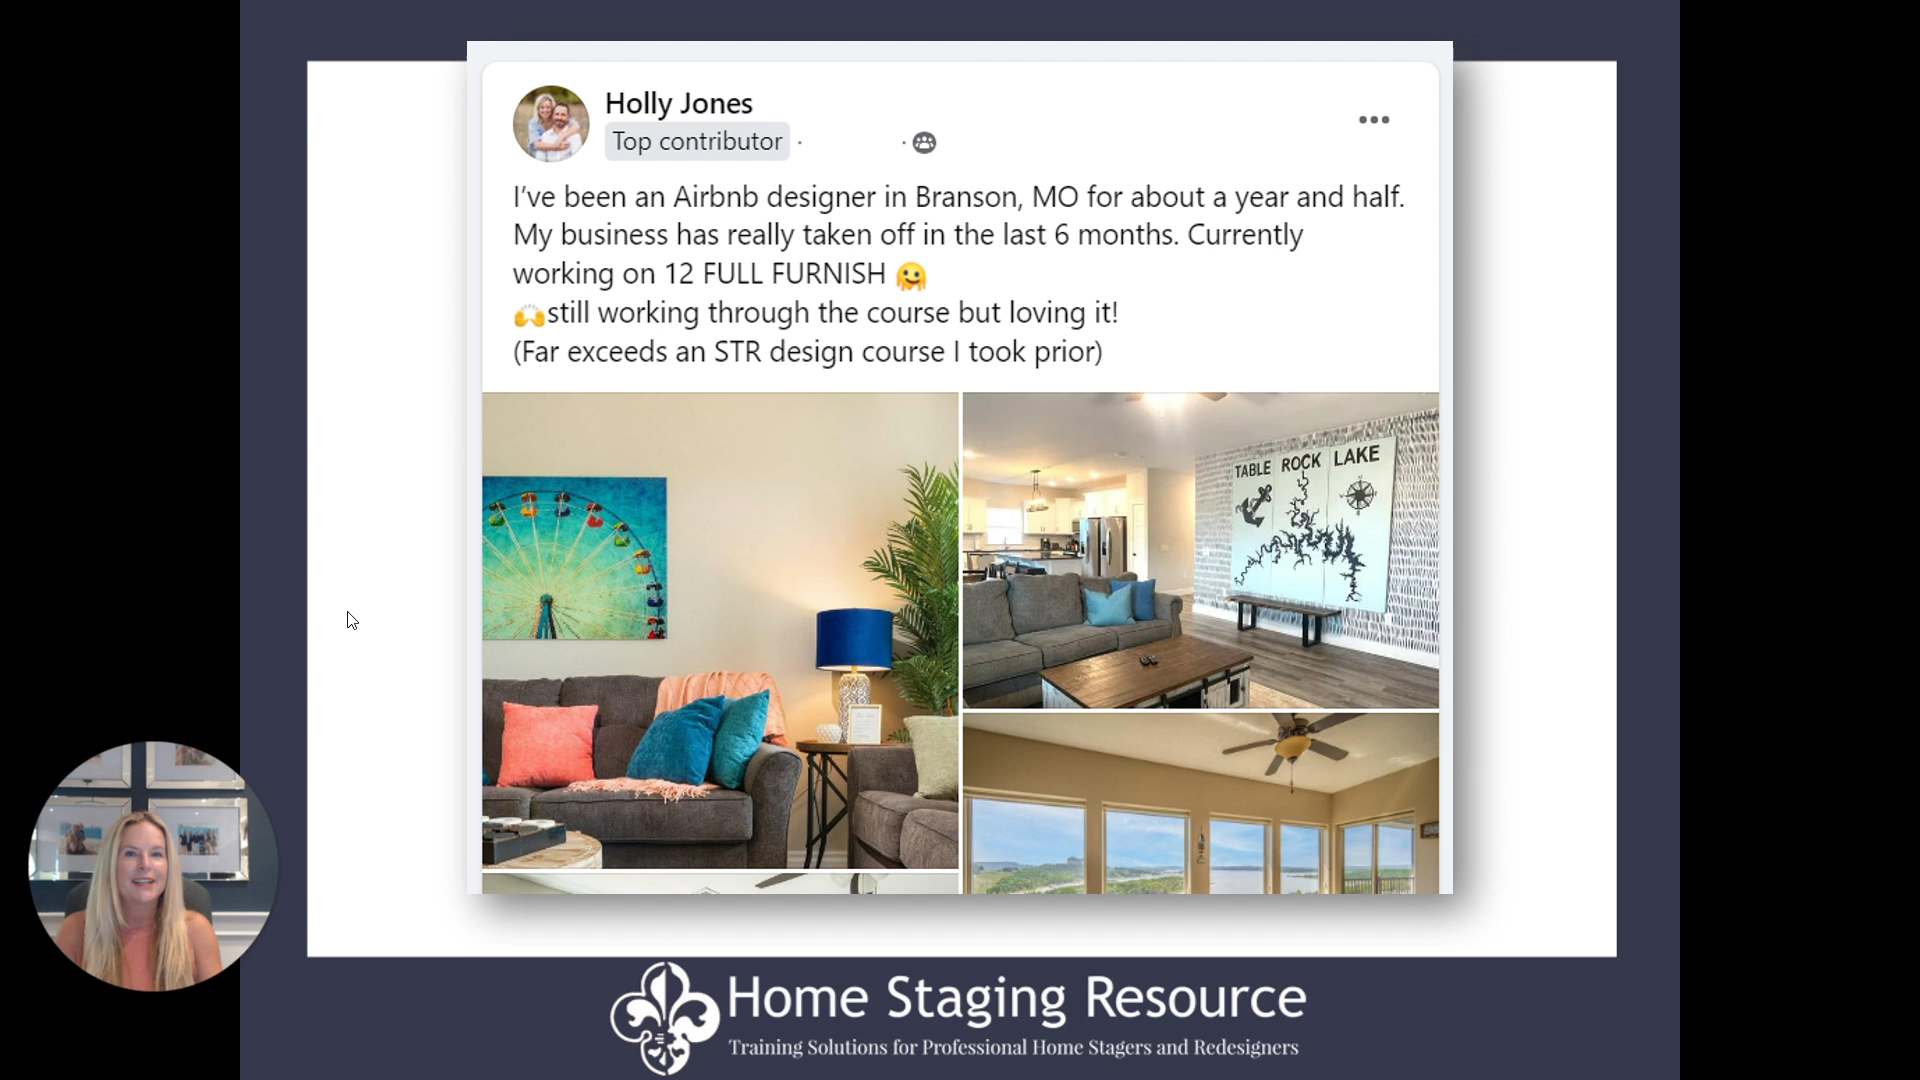 Holly Jones
Top contributor · ·
I’ve been an Airbnb designer in Branson, MO for about a year and half.
My business has really taken off in the last 6 months. Currently
working on 12 FULL FURNISH 🤗
🙌still working through the course but loving it!
(Far exceeds an STR design course I took prior)
TABLE ROCK LAKE
Home Staging Resource
Training Solutions for Professional Home Stagers and Redesigners